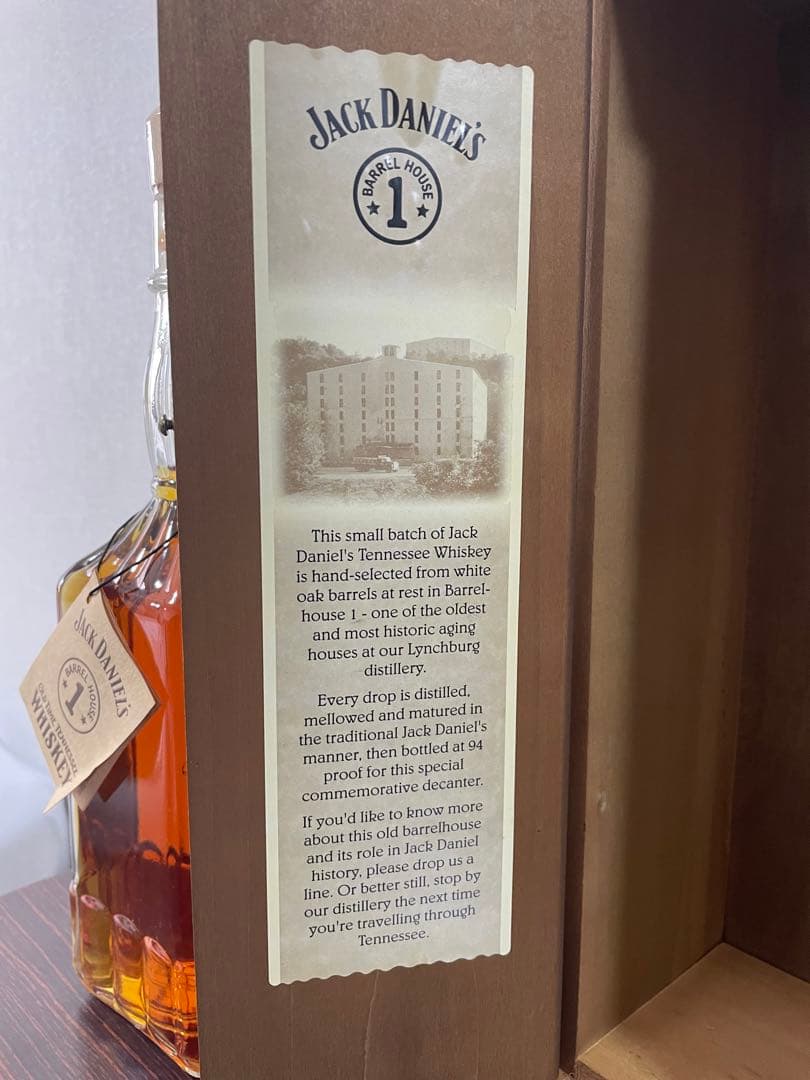 JACK DANIEL'S
BARREL HOUSE
1
This small batch of Jack
Daniel's Tennessee Whiskey
is hand-selected from white
oak barrels at rest in Barrel-
house 1 - one of the oldest
and most historic aging
houses at our Lynchburg
distillery.
Every drop is distilled,
mellowed and matured in
the traditional Jack Daniel's
manner, then bottled at 94
proof for this special
commemorative decanter.
If you'd like to know more
about this old barrelhouse
and its role in Jack Daniel
history, please drop us a
line. Or better still, stop by
our distillery the next time
you're travelling through
Tennessee.
JACK DANIEL'S
BARREL HOUSE
1
OLD TIME TENNESSEE
WHISKEY